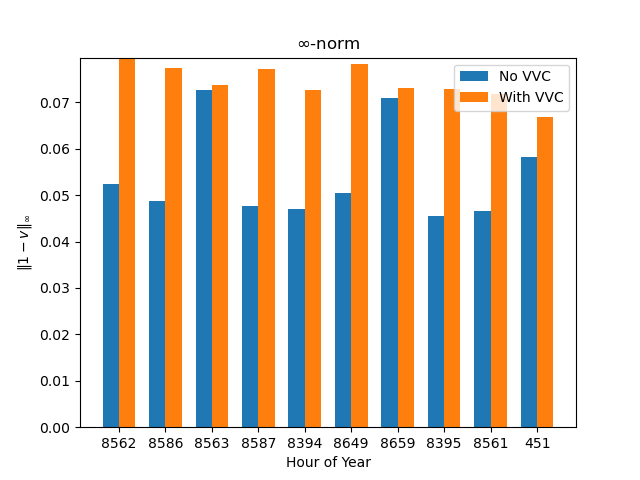 ∞-norm
No VVC
With VVC
0.07
0.06
0.05
0.04
0.03
0.02
0.01
0.00
‖1 − v‖∞
8562 8586 8563 8587 8394 8649 8659 8395 8561 451
Hour of Year